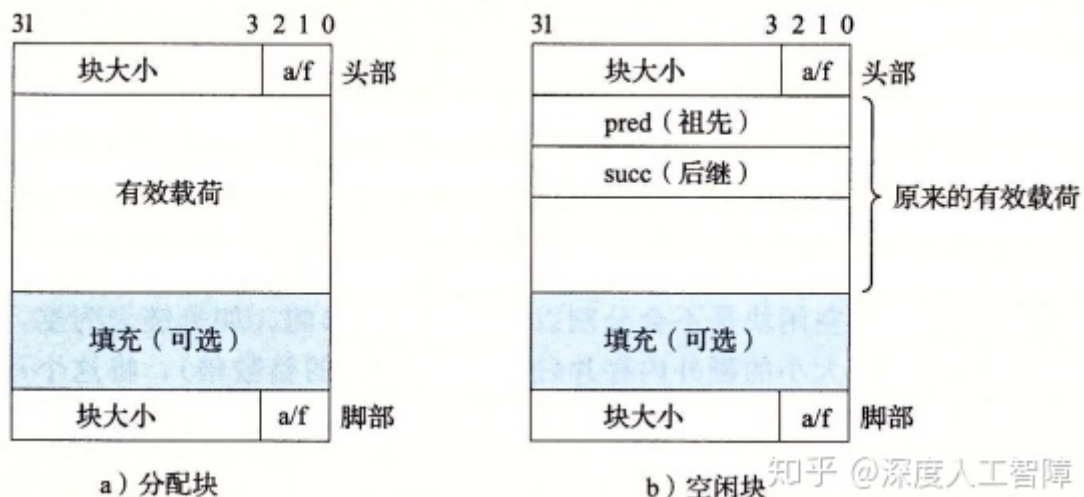 31 3 2 1 0
块大小 a/f 头部
有效载荷
填充（可选）
块大小 a/f 脚部
a）分配块
31 3 2 1 0
块大小 a/f 头部
pred（祖先）
succ（后继）
原来的有效载荷
填充（可选）
块大小 a/f 脚部
b）空闲块
知乎 @深度人工智障